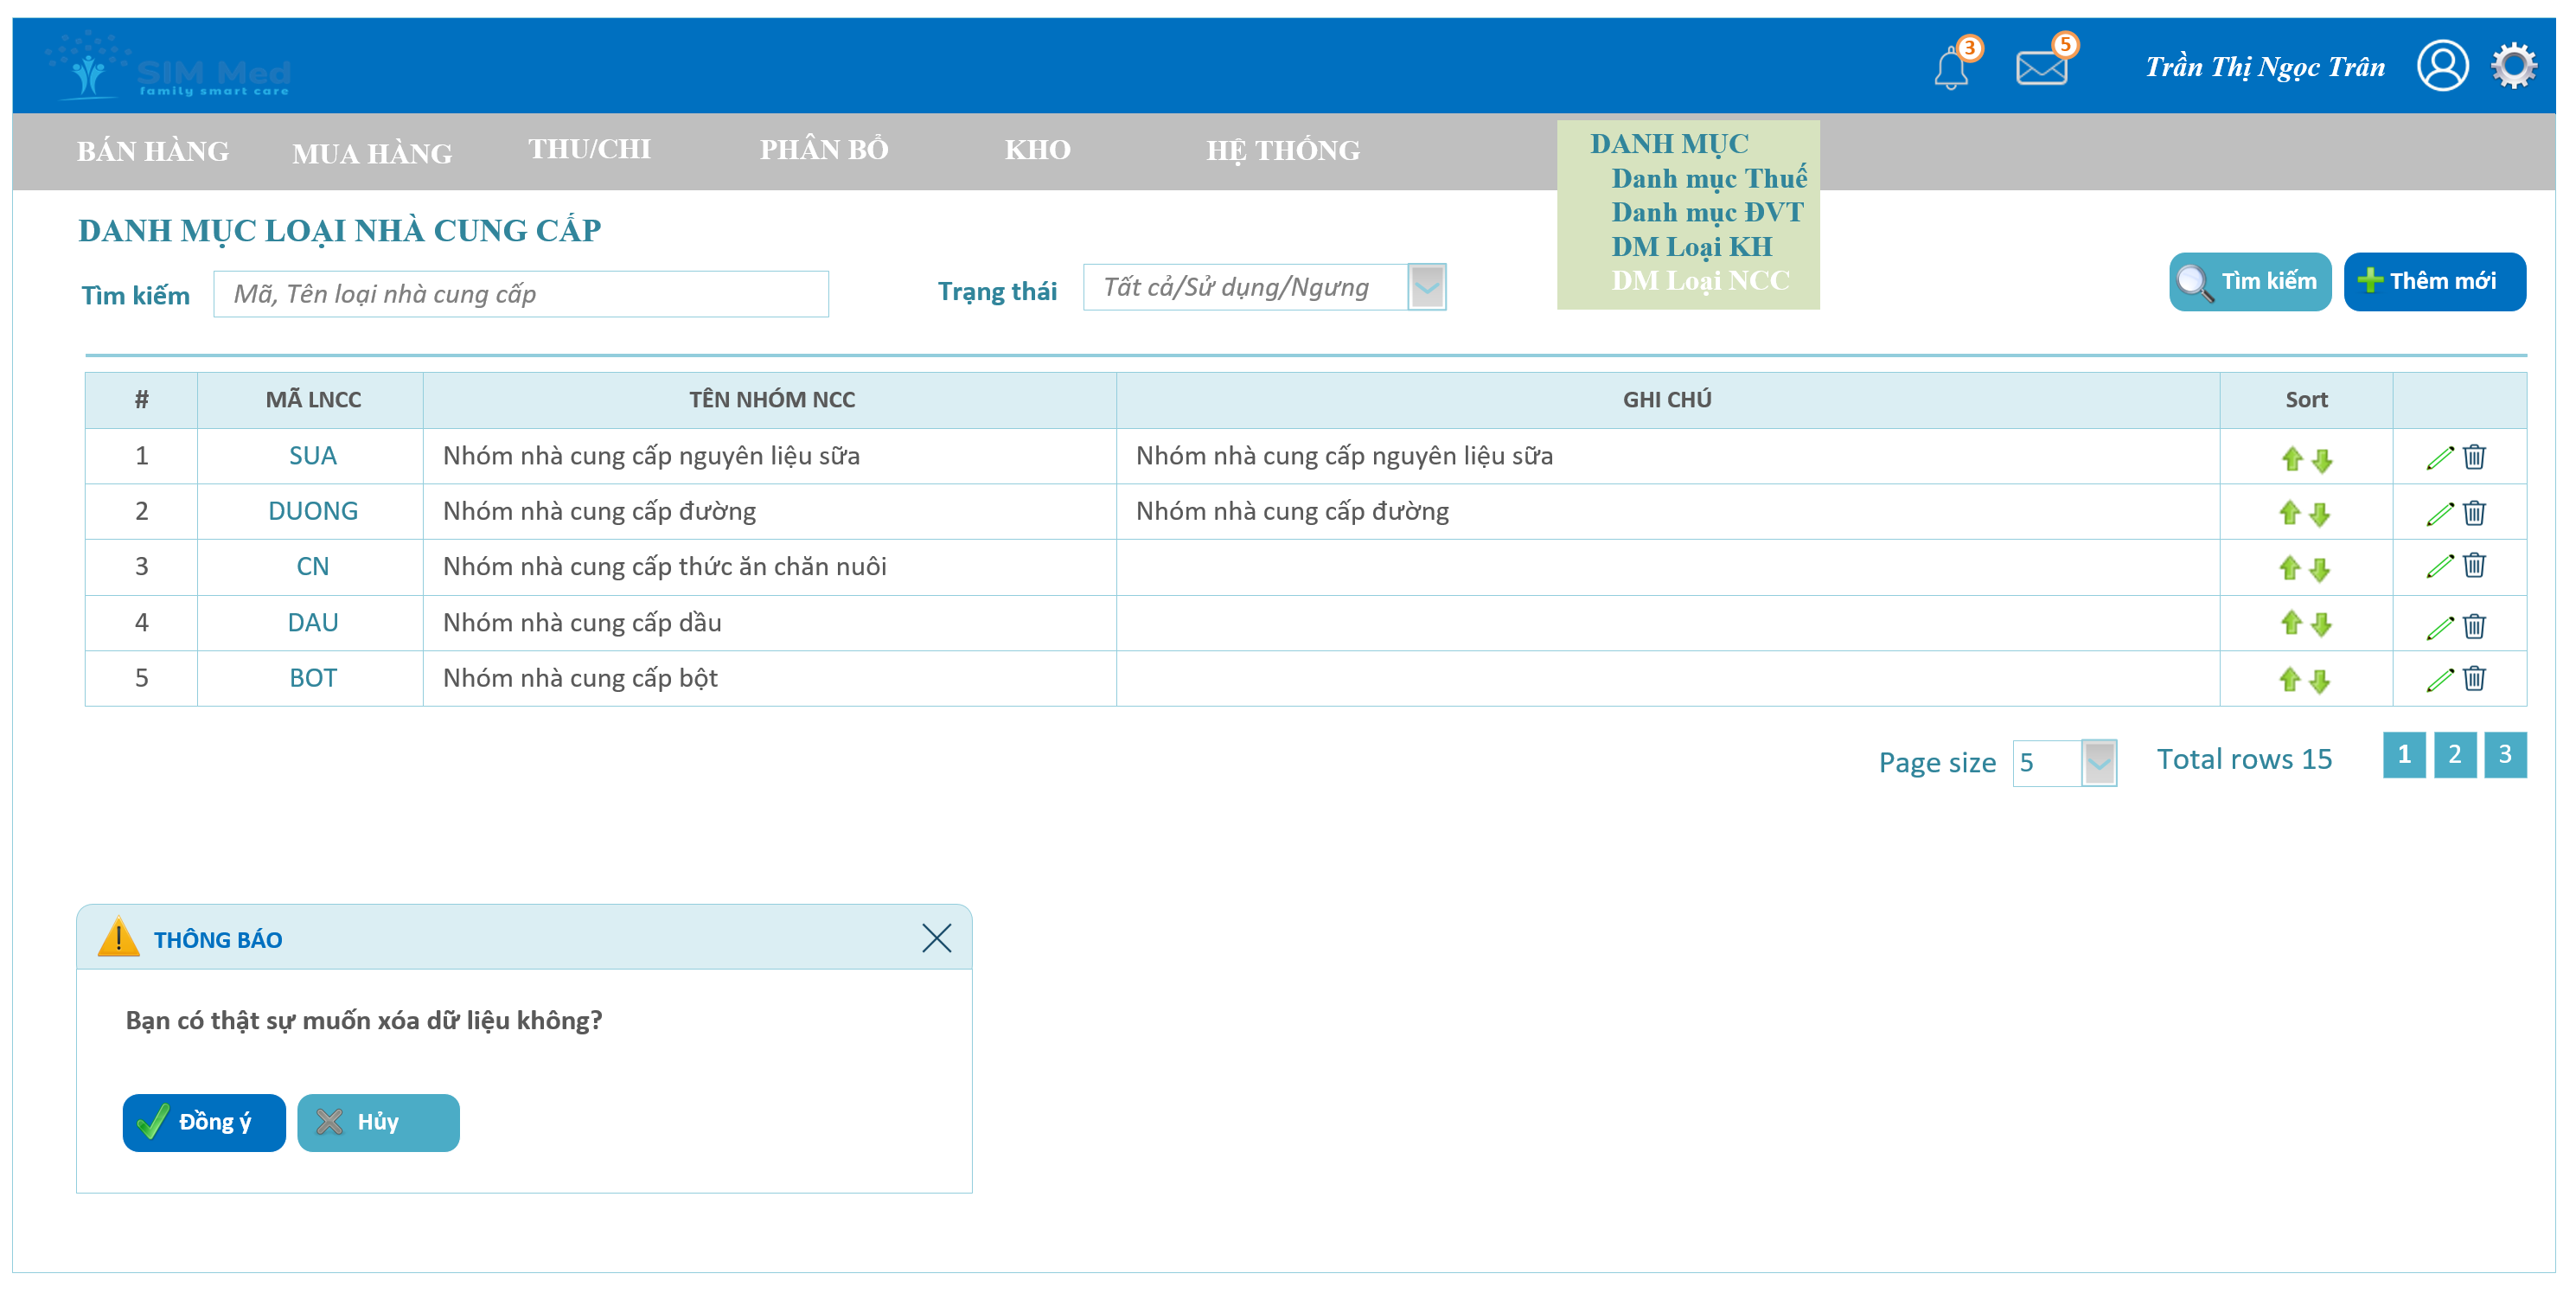 SIM Med
family smart care
3
5
Trần Thị Ngọc Trân
BÁN HÀNG
MUA HÀNG
THU/CHI
PHÂN BỔ
KHO
HỆ THỐNG
DANH MỤC
Danh mục Thuế
Danh mục ĐVT
DM Loại KH
DM Loại NCC
DANH MỤC LOẠI NHÀ CUNG CẤP
Tìm kiếm
Mã, Tên loại nhà cung cấp
Trạng thái
Tất cả/Sử dụng/Ngưng
Tìm kiếm
Thêm mới
# MÃ LNCC TÊN NHÓM NCC GHI CHÚ Sort
1 SUA Nhóm nhà cung cấp nguyên liệu sữa Nhóm nhà cung cấp nguyên liệu sữa
2 DUONG Nhóm nhà cung cấp đường Nhóm nhà cung cấp đường
3 CN Nhóm nhà cung cấp thức ăn chăn nuôi
4 DAU Nhóm nhà cung cấp dầu
5 BOT Nhóm nhà cung cấp bột
Page size 5 Total rows 15 1 2 3
THÔNG BÁO
Bạn có thật sự muốn xóa dữ liệu không?
Đồng ý
Hủy